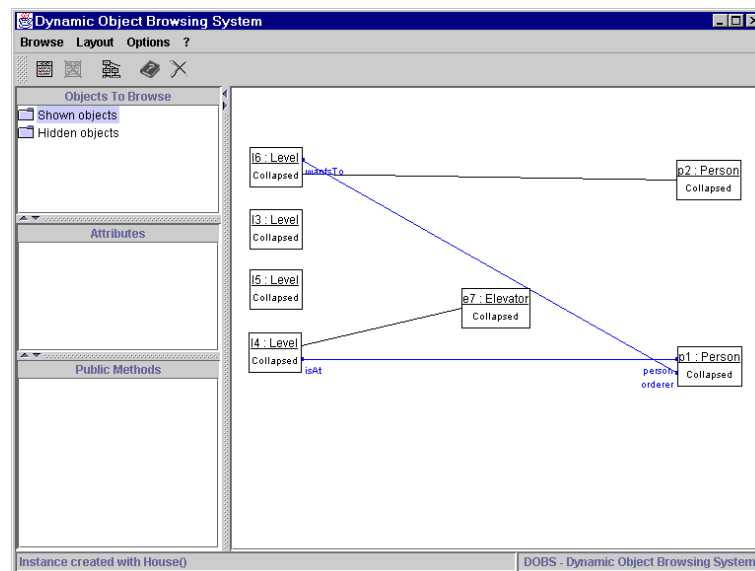 Dynamic Object Browsing System
Browse Layout Options ?
Objects To Browse
Shown objects
Hidden objects
Attributes
Public Methods
l6 : Level
Collapsed
wantsTo
p2 : Person
Collapsed
l3 : Level
Collapsed
l5 : Level
Collapsed
e7 : Elevator
Collapsed
l4 : Level
Collapsed
isAt
p1 : Person
Collapsed
person
orderer
Instance created with House()
DOBS - Dynamic Object Browsing System